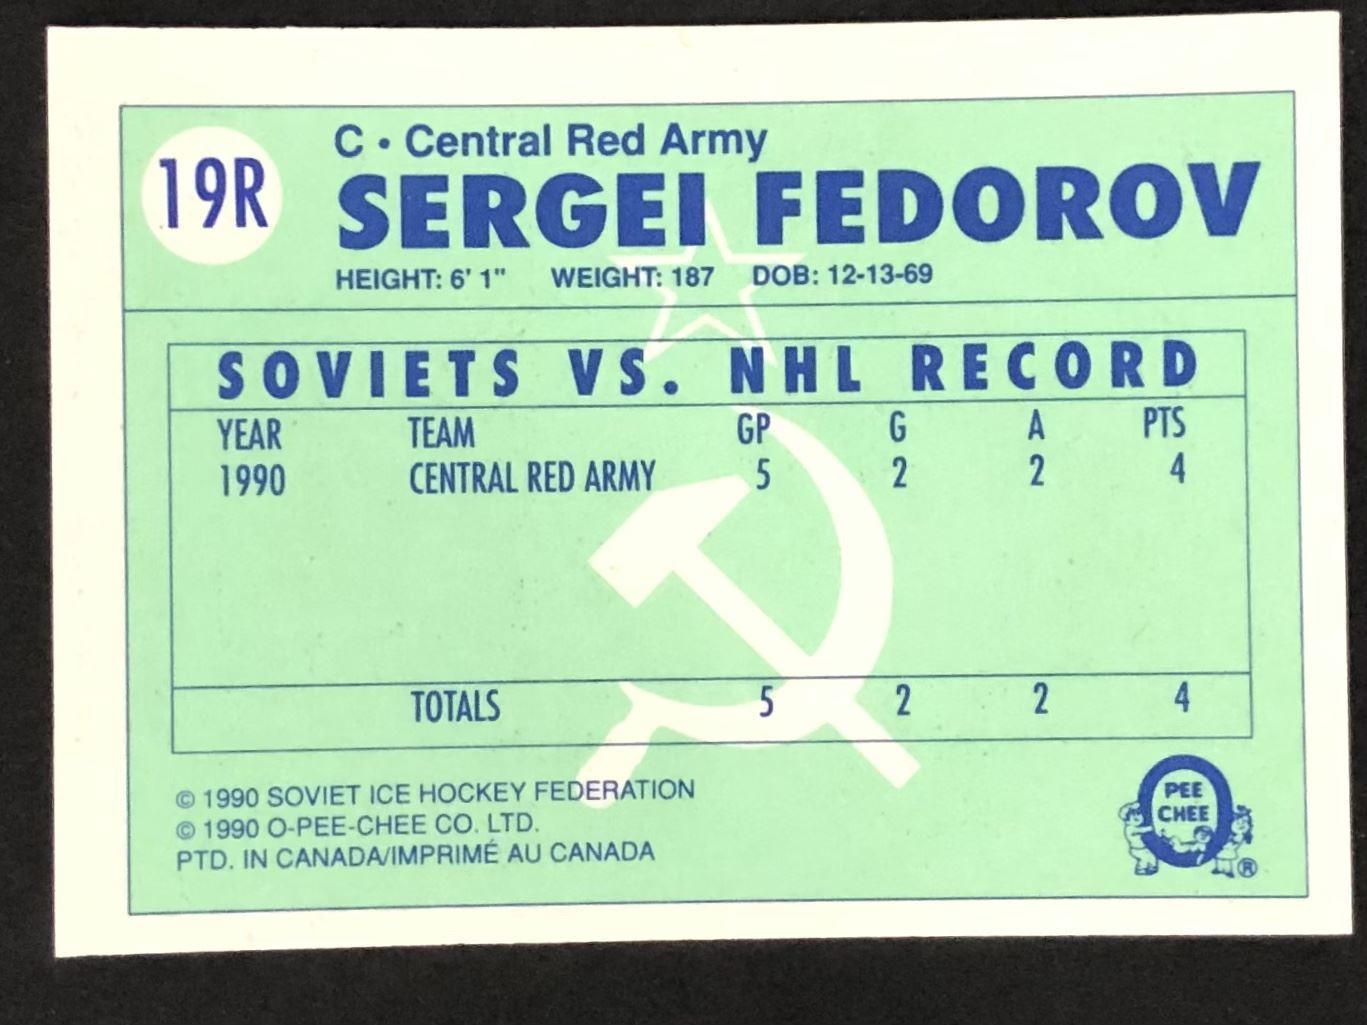 19R
C • Central Red Army
SERGEI FEDOROV
HEIGHT: 6' 1" WEIGHT: 187 DOB: 12-13-69
SOVIETS VS. NHL RECORD
YEAR TEAM GP G A PTS
1990 CENTRAL RED ARMY 5 2 2 4
TOTALS 5 2 2 4
© 1990 SOVIET ICE HOCKEY FEDERATION
© 1990 O-PEE-CHEE CO. LTD.
PTD. IN CANADA/IMPRIMÉ AU CANADA
O
PEE
CHEE
®